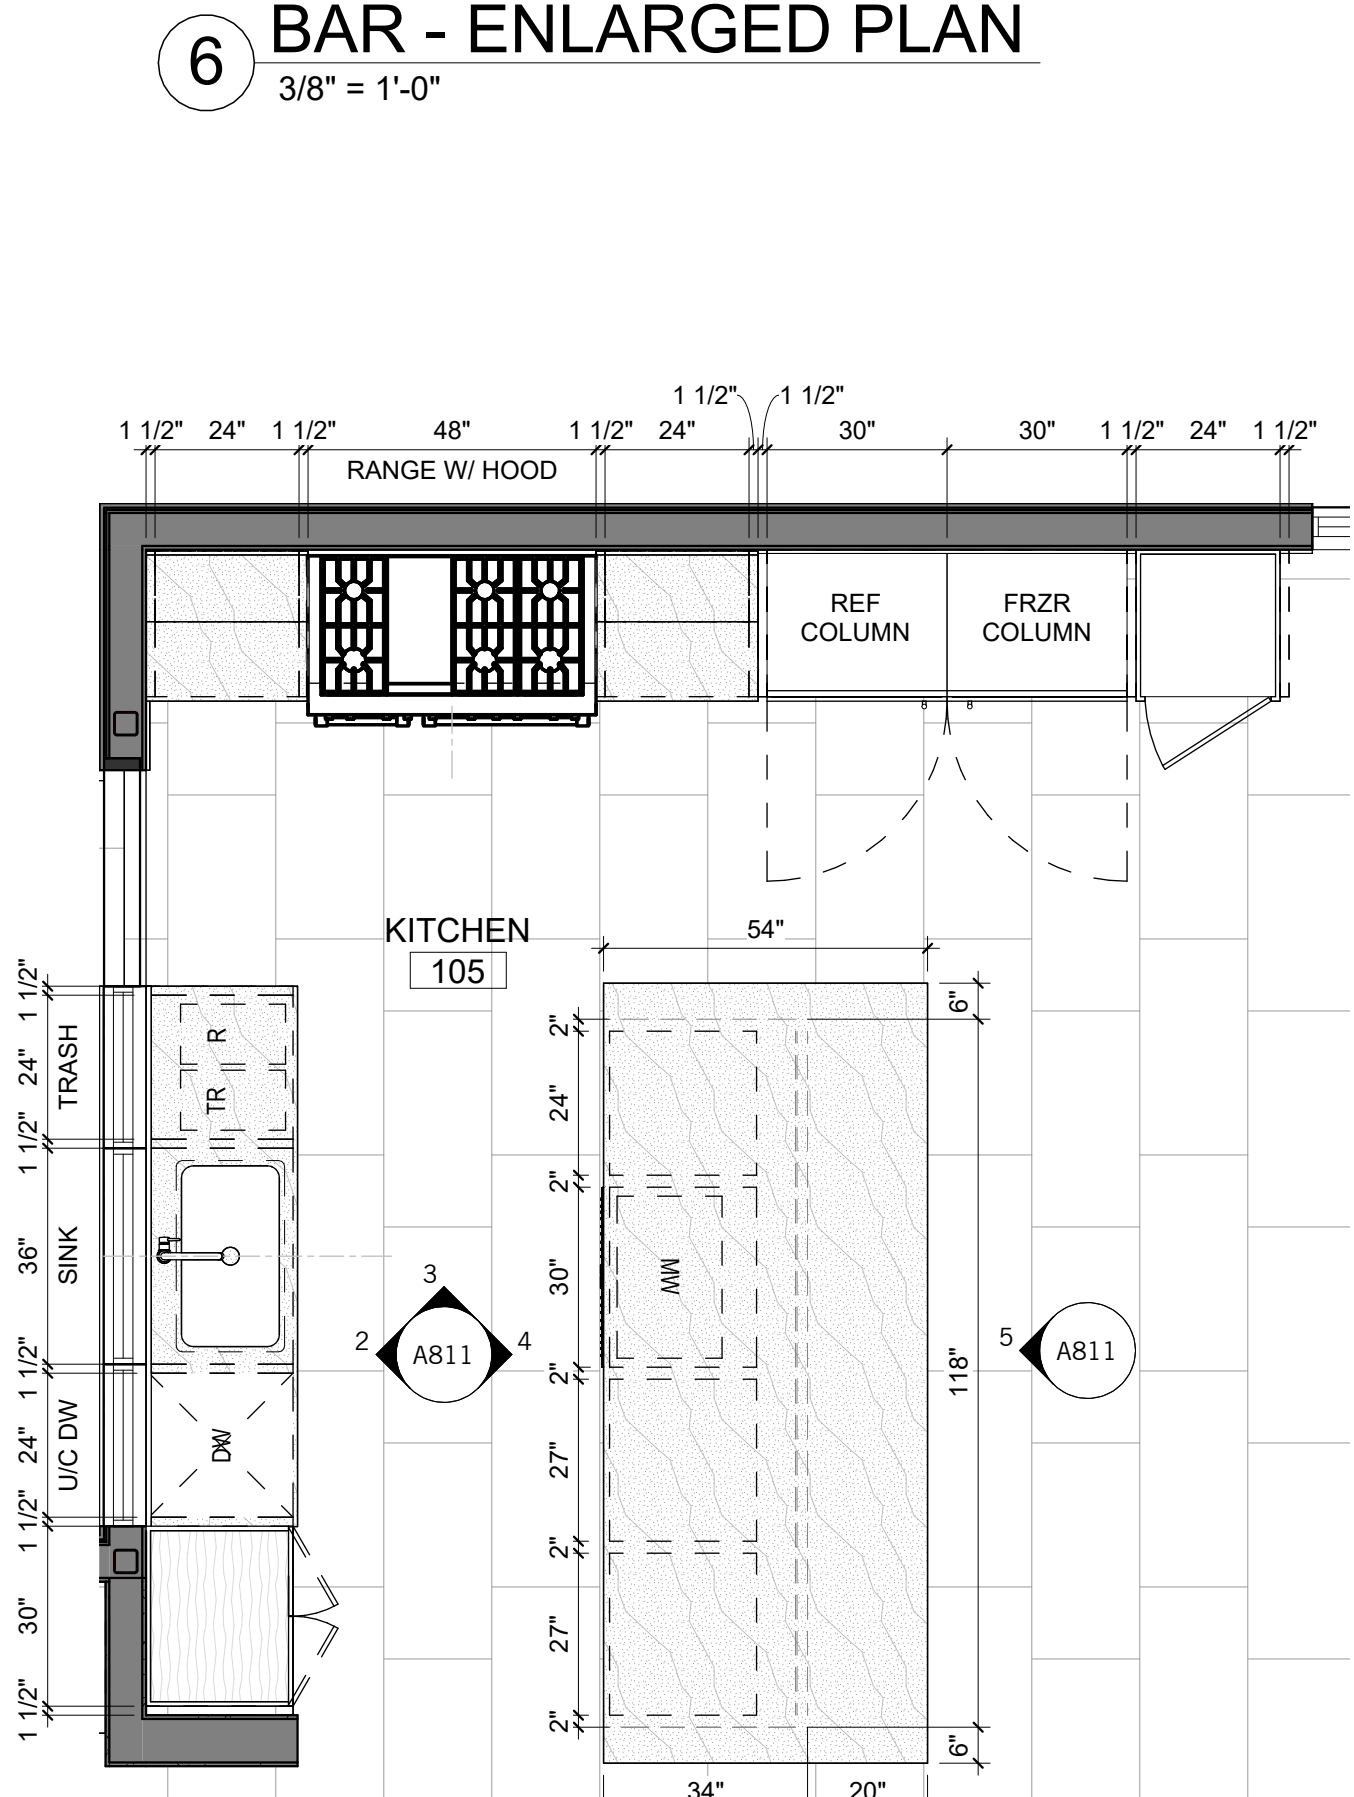 6
BAR - ENLARGED PLAN
3/8" = 1'-0"
1 1/2" 1 1/2"
1 1/2" 24" 1 1/2" 48" 1 1/2" 24" 30" 30" 1 1/2" 24" 1 1/2"
RANGE W/ HOOD
REF
COLUMN
FRZR
COLUMN
KITCHEN
105
54"
1 1/2"
24"
TRASH
1 1/2"
36"
SINK
1 1/2"
24"
U/C DW
1 1/2"
30"
1 1/2"
R
TR
DW
3
2
A811
4
2"
24"
2"
30"
2"
27"
2"
27"
2"
MW
6"
118"
6"
5
A811
34" 20"